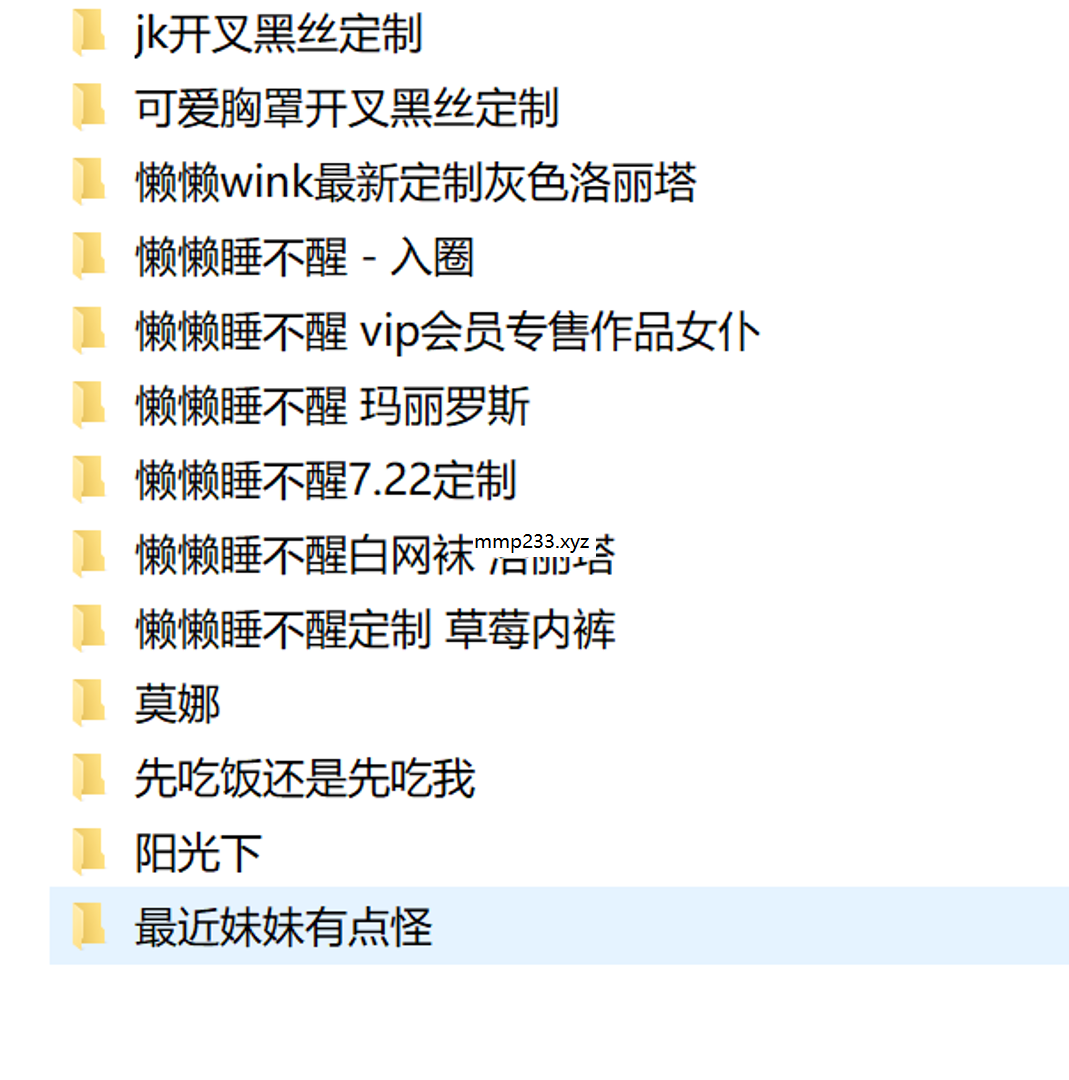 jk开叉黑丝定制
可爱胸罩开叉黑丝定制
懒懒wink最新定制灰色洛丽塔
懒懒睡不醒 - 入圈
懒懒睡不醒 vip会员专售作品女仆
懒懒睡不醒 玛丽罗斯
懒懒睡不醒7.22定制
懒懒睡不醒白网袜 洛丽塔
mmp233.xyz
懒懒睡不醒定制 草莓内裤
莫娜
先吃饭还是先吃我
阳光下
最近妹妹有点怪